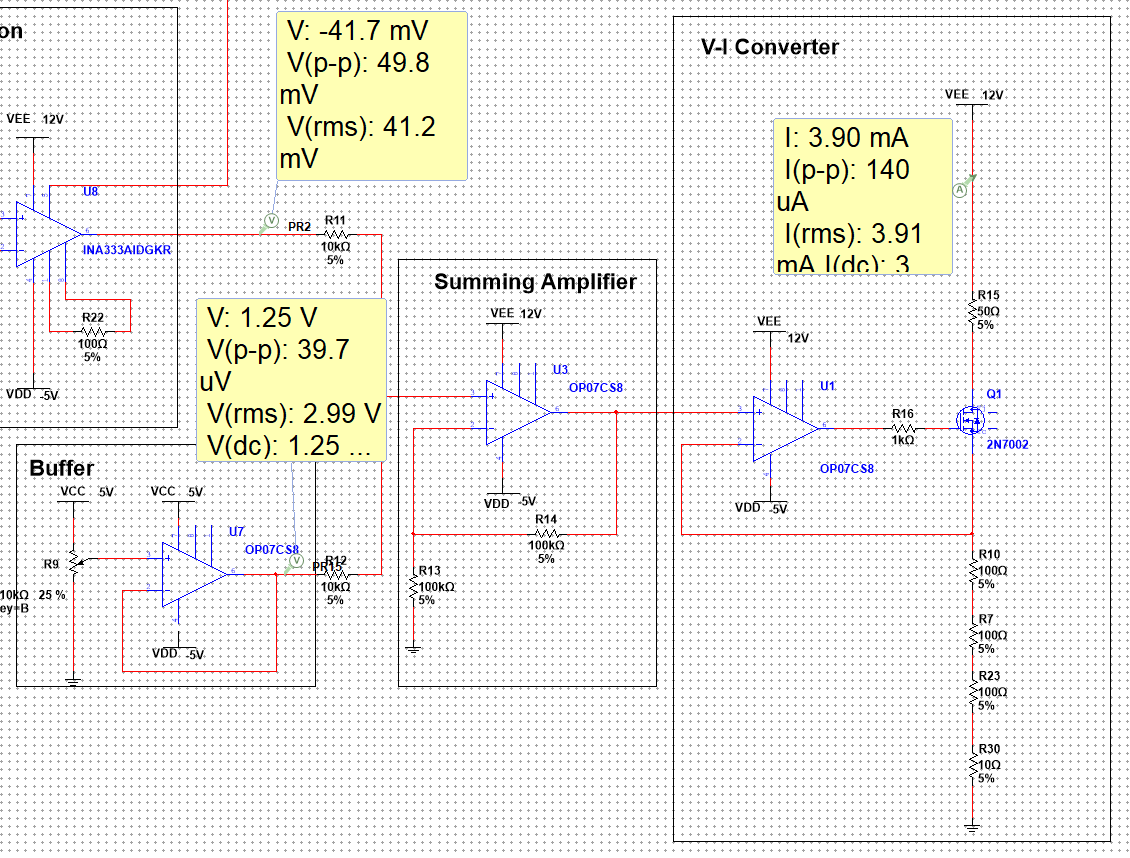 on
V: -41.7 mV
V(p-p): 49.8
mV
V(rms): 41.2
mV
VEE 12V
U8
INA333AIDGKR
R22
100Ω
5%
VDD -5V
PR2
R11
10kΩ
5%
V: 1.25 V
V(p-p): 39.7
uV
V(rms): 2.99 V
V(dc): 1.25 ...
Buffer
VCC 5V
VCC 5V
U7
OP07CS8
R9
10kΩ 25 %
ey=B
VDD -5V
PR15
R12
10kΩ
5%
Summing Amplifier
VEE 12V
U3
OP07CS8
VDD -5V
R14
100kΩ
5%
R13
100kΩ
5%
V-I Converter
VEE 12V
I: 3.90 mA
I(p-p): 140
uA
I(rms): 3.91
mA I(dc): 3
A
R15
50Ω
5%
VEE
12V
U1
OP07CS8
VDD -5V
R16
1kΩ
Q1
2N7002
R10
100Ω
5%
R7
100Ω
5%
R23
100Ω
5%
R30
10Ω
5%